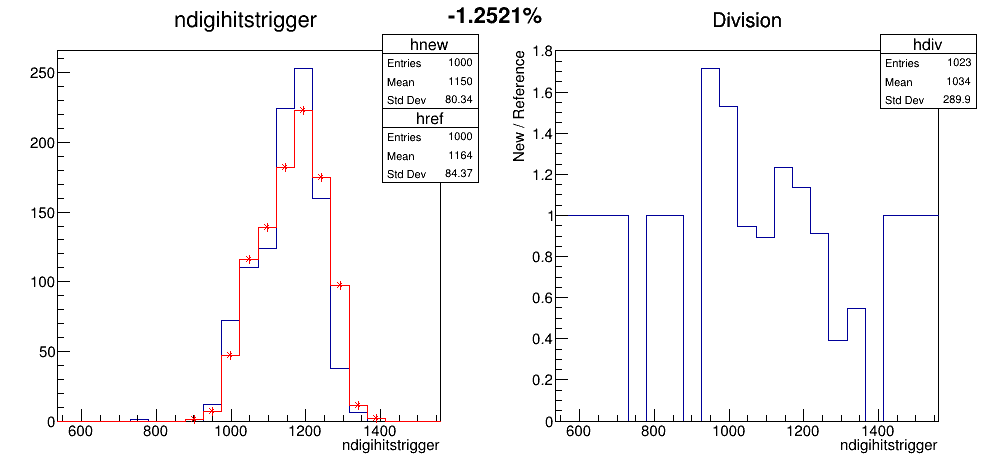 -1.2521%
ndigihitstrigger
hnew
Entries 1000
Mean 1150
Std Dev 80.34
href
Entries 1000
Mean 1164
Std Dev 84.37
250
200
150
100
50
0
600 800 1000 1200 1400
ndigihitstrigger
Division
hdiv
Entries 1023
Mean 1034
Std Dev 289.9
New / Reference
1.8
1.6
1.4
1.2
1
0.8
0.6
0.4
0.2
0
600 800 1000 1200 1400
ndigihitstrigger